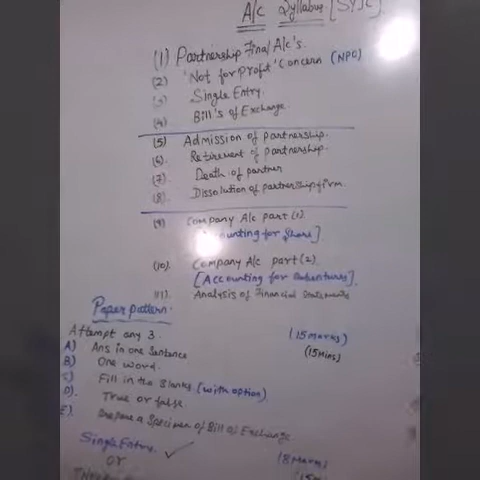 A/c Syllabus [SYJC]
(1) Partnership Final A/c's.
(2) 'Not for Profit' Concern (NPO)
(3) Single Entry.
(4) Bill's of Exchange.
(5) Admission of partnership.
(6). Retirement of partnership.
(7). Death of partner
(8). Dissolution of partnership firm.
(9) Company A/c part (1).
[Accounting for Share]
(10). Company A/c part (2).
[Accounting for Debentures].
(11). Analysis of Financial Statements
Paper pattern.
Attempt any 3. (15 marks)
A) Ans in one Sentence (15 Mins)
B) One word.
C) Fill in the Blanks (with option)
D). True or false.
E). Prepare a Specimen of Bill of Exchange
Single Entry. ✓ (8 Marks)
or